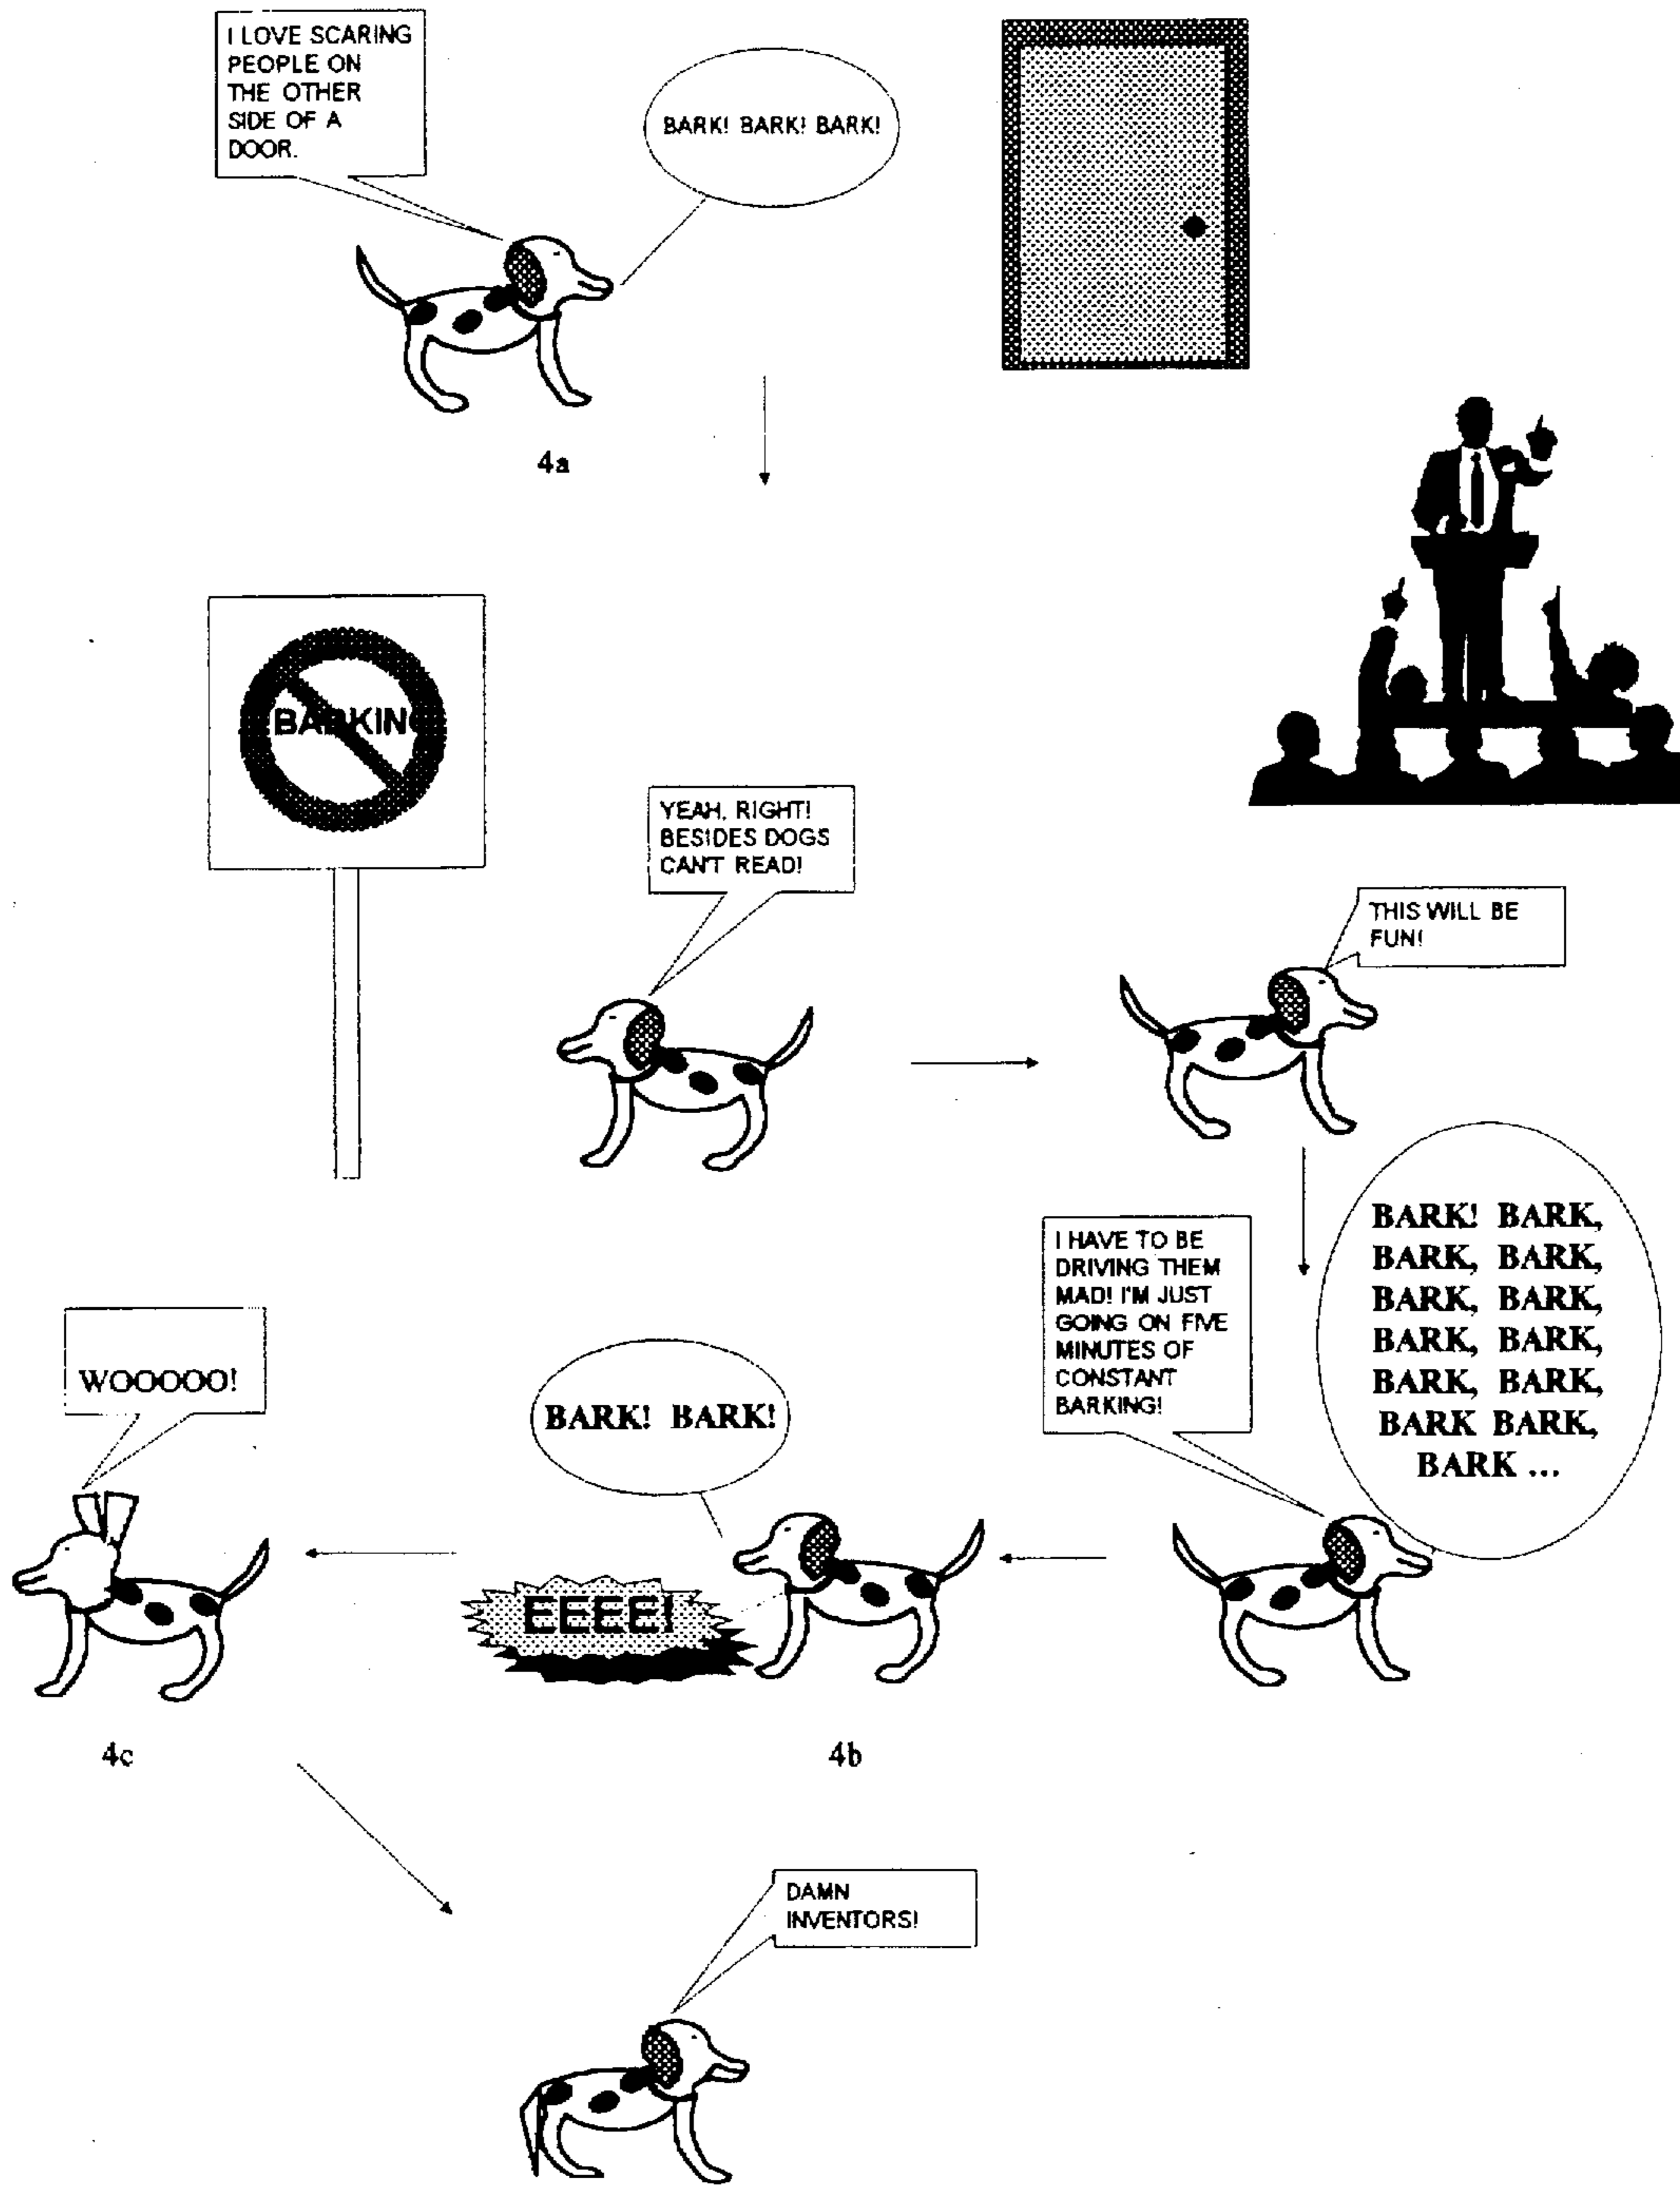 I LOVE SCARING
PEOPLE ON
THE OTHER
SIDE OF A
DOOR.
BARK! BARK! BARK!
4a
BARKING
YEAH, RIGHT!
BESIDES DOGS
CAN'T READ!
THIS WILL BE
FUN!
I HAVE TO BE
DRIVING THEM
MAD! I'M JUST
GOING ON FIVE
MINUTES OF
CONSTANT
BARKING!
BARK! BARK,
BARK, BARK,
BARK, BARK,
BARK, BARK,
BARK, BARK,
BARK BARK,
BARK ...
BARK! BARK!
EEEE!
4b
WOOOOO!
4c
DAMN
INVENTORS!